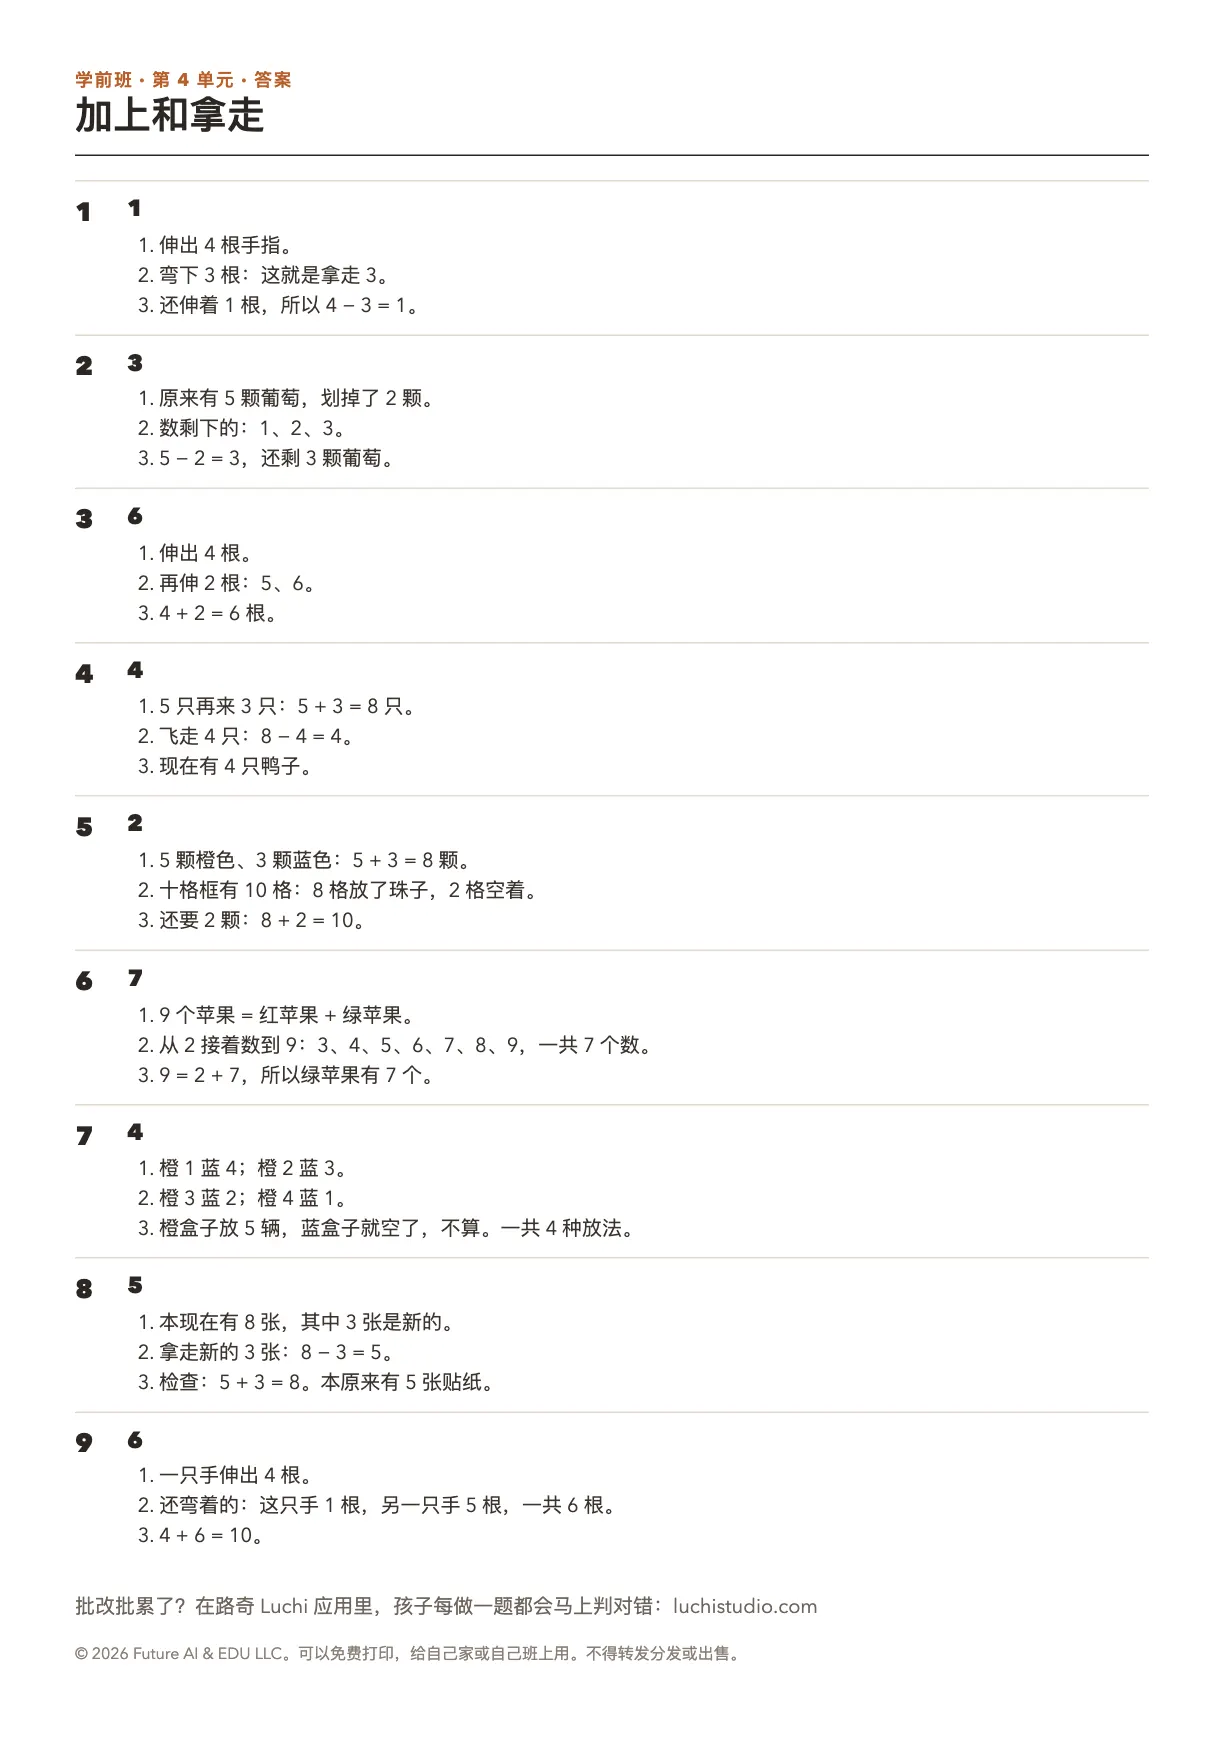 学前班·第 4 单元·答案
加上和拿走
1 1
1. 伸出 4 根手指。
2. 弯下 3 根：这就是拿走 3。
3. 还伸着 1 根，所以 4 − 3 = 1。
2 3
1. 原来有 5 颗葡萄，划掉了 2 颗。
2. 数剩下的：1、2、3。
3. 5 − 2 = 3，还剩 3 颗葡萄。
3 6
1. 伸出 4 根。
2. 再伸 2 根：5、6。
3. 4 + 2 = 6 根。
4 4
1. 5 只再来 3 只：5 + 3 = 8 只。
2. 飞走 4 只：8 − 4 = 4。
3. 现在有 4 只鸭子。
5 2
1. 5 颗橙色、3 颗蓝色：5 + 3 = 8 颗。
2. 十格框有 10 格：8 格放了珠子，2 格空着。
3. 还要 2 颗：8 + 2 = 10。
6 7
1. 9 个苹果 = 红苹果 + 绿苹果。
2. 从 2 接着数到 9：3、4、5、6、7、8、9，一共 7 个数。
3. 9 = 2 + 7，所以绿苹果有 7 个。
7 4
1. 橙 1 蓝 4；橙 2 蓝 3。
2. 橙 3 蓝 2；橙 4 蓝 1。
3. 橙盒子放 5 辆，蓝盒子就空了，不算。一共 4 种放法。
8 5
1. 本现在有 8 张，其中 3 张是新的。
2. 拿走新的 3 张：8 − 3 = 5。
3. 检查：5 + 3 = 8。本原来有 5 张贴纸。
9 6
1. 一只手伸出 4 根。
2. 还弯着的：这只手 1 根，另一只手 5 根，一共 6 根。
3. 4 + 6 = 10。
批改批累了？在路奇 Luchi 应用里，孩子每做一题都会马上判对错：luchistudio.com
© 2026 Future AI & EDU LLC。可以免费打印，给自己家或自己班上用。不得转发分发或出售。